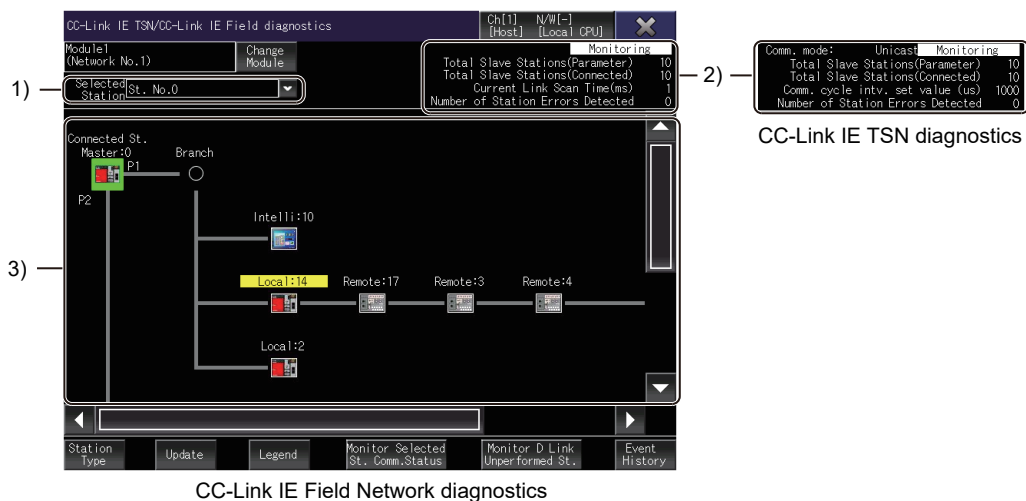 CC-Link IE TSN/CC-Link IE Field diagnostics
Ch[1] N/W[-]
[Host] [Local CPU]
Module1
(Network No.1)
Change
Module
Monitoring
Total Slave Stations(Parameter) 10
Total Slave Stations(Connected) 10
Current Link Scan Time(ms) 1
Number of Station Errors Detected 0
1)
Selected
Station
St. No.0
2)
Comm. mode: Unicast Monitoring
Total Slave Stations(Parameter) 10
Total Slave Stations(Connected) 10
Comm. cycle intv. set value (us) 1000
Number of Station Errors Detected 0
CC-Link IE TSN diagnostics
3)
Connected St.
Master:0
Branch
P1
P2
Intelli:10
Local:14 Remote:17 Remote:3 Remote:4
Local:2
Station
Type
Update
Legend
Monitor Selected
St. Comm.Status
Monitor D Link
Unperformed St.
Event
History
CC-Link IE Field Network diagnostics